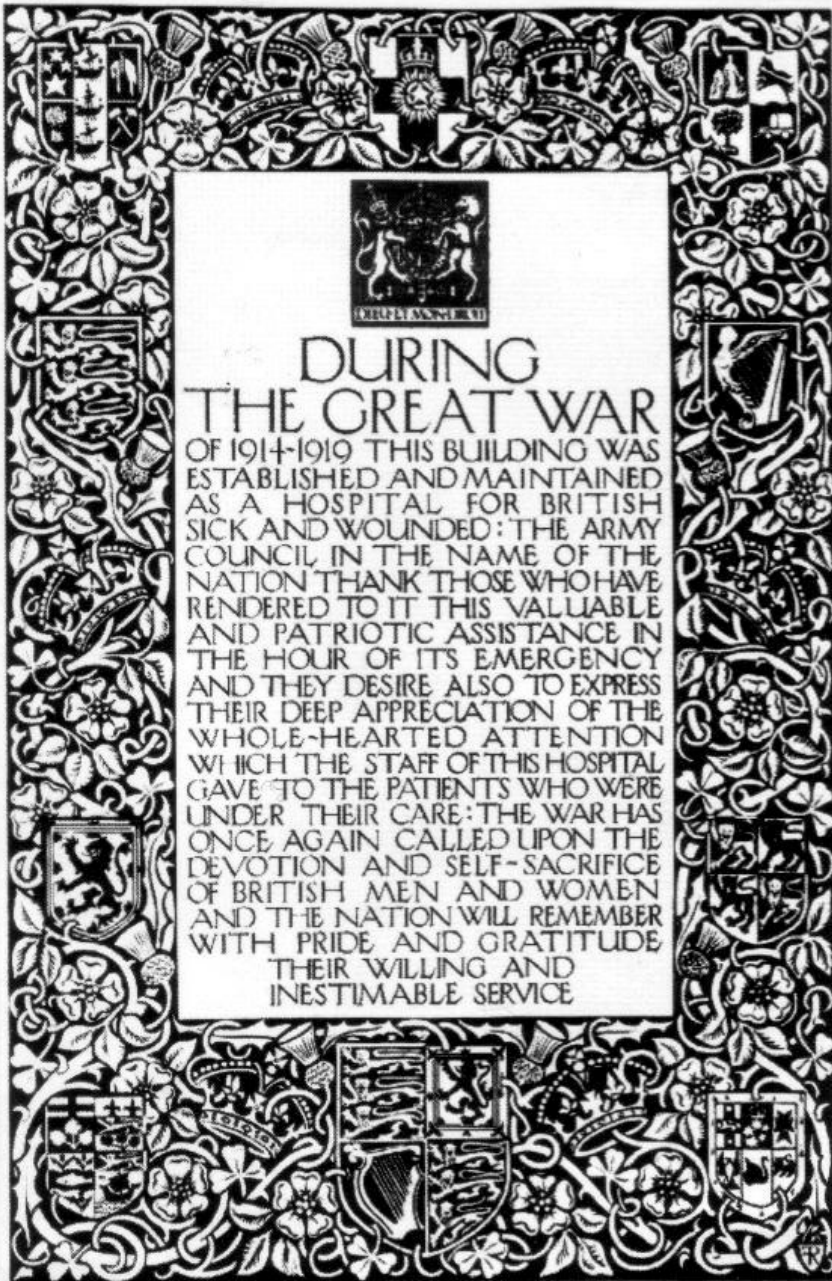 DIEU ET MON DROIT
DURING
THE GREAT WAR
OF 1914-1919 THIS BUILDING WAS
ESTABLISHED AND MAINTAINED
AS A HOSPITAL FOR BRITISH
SICK AND WOUNDED: THE ARMY
COUNCIL IN THE NAME OF THE
NATION THANK THOSE WHO HAVE
RENDERED TO IT THIS VALUABLE
AND PATRIOTIC ASSISTANCE IN
THE HOUR OF ITS EMERGENCY
AND THEY DESIRE ALSO TO EXPRESS
THEIR DEEP APPRECIATION OF THE
WHOLE-HEARTED ATTENTION
WHICH THE STAFF OF THIS HOSPITAL
GAVE TO THE PATIENTS WHO WERE
UNDER THEIR CARE: THE WAR HAS
ONCE AGAIN CALLED UPON THE
DEVOTION AND SELF-SACRIFICE
OF BRITISH MEN AND WOMEN
AND THE NATION WILL REMEMBER
WITH PRIDE AND GRATITUDE
THEIR WILLING AND
INESTIMABLE SERVICE